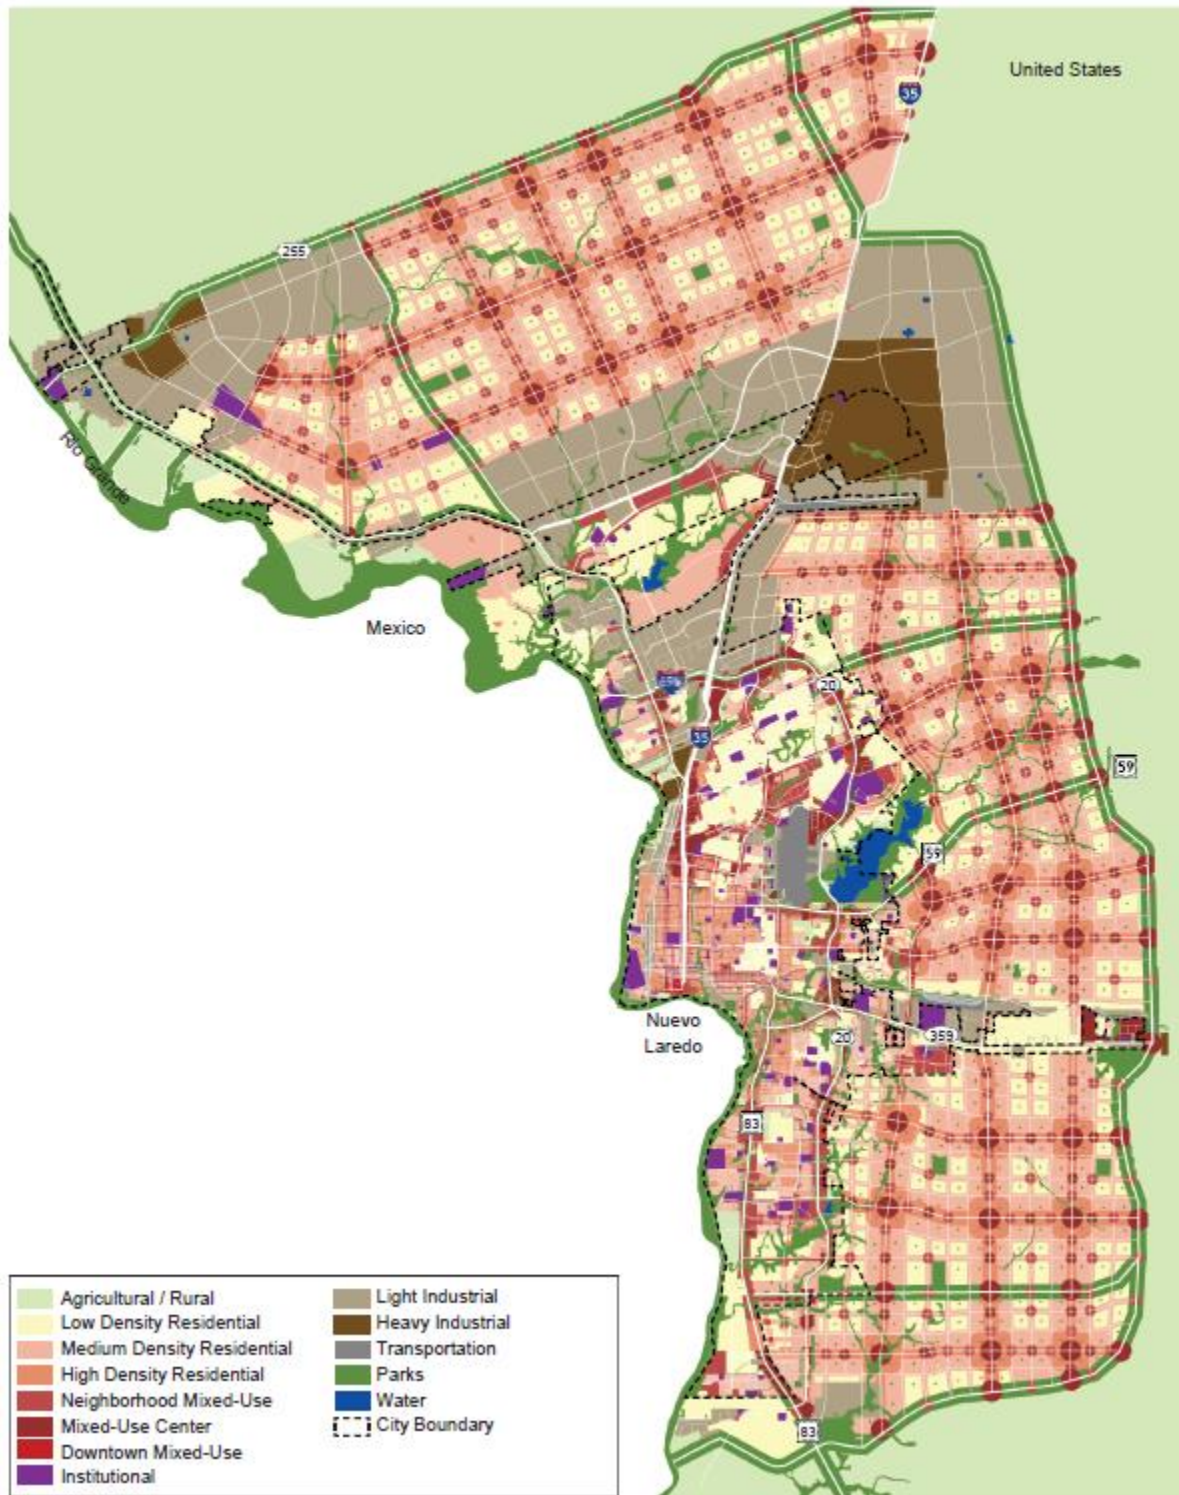 United States
35
255
Rio Grande
Mexico
20
35
59
59
Nuevo
Laredo
20
359
83
83
Agricultural / Rural
Low Density Residential
Medium Density Residential
High Density Residential
Neighborhood Mixed-Use
Mixed-Use Center
Downtown Mixed-Use
Institutional
Light Industrial
Heavy Industrial
Transportation
Parks
Water
City Boundary